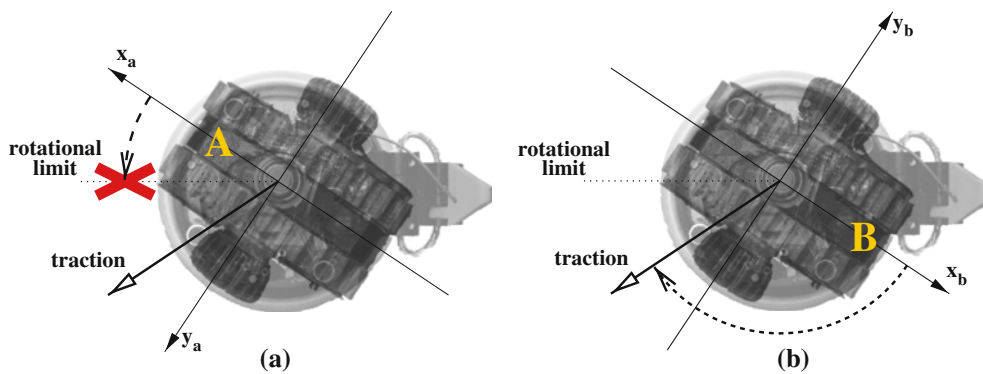 x_a
A
rotational
limit
traction
y_a
(a)
y_b
rotational
limit
B
traction
x_b
(b)